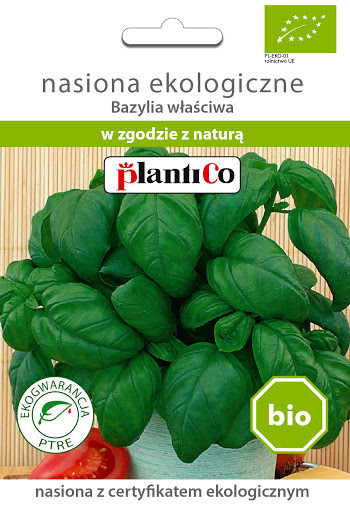 PL-EKO-01
rolnictwo UE
nasiona ekologiczne
Bazylia właściwa
w zgodzie z naturą
PlantiCo
EKOGWARANCJA
PTRE
bio
nasiona z certyfikatem ekologicznym